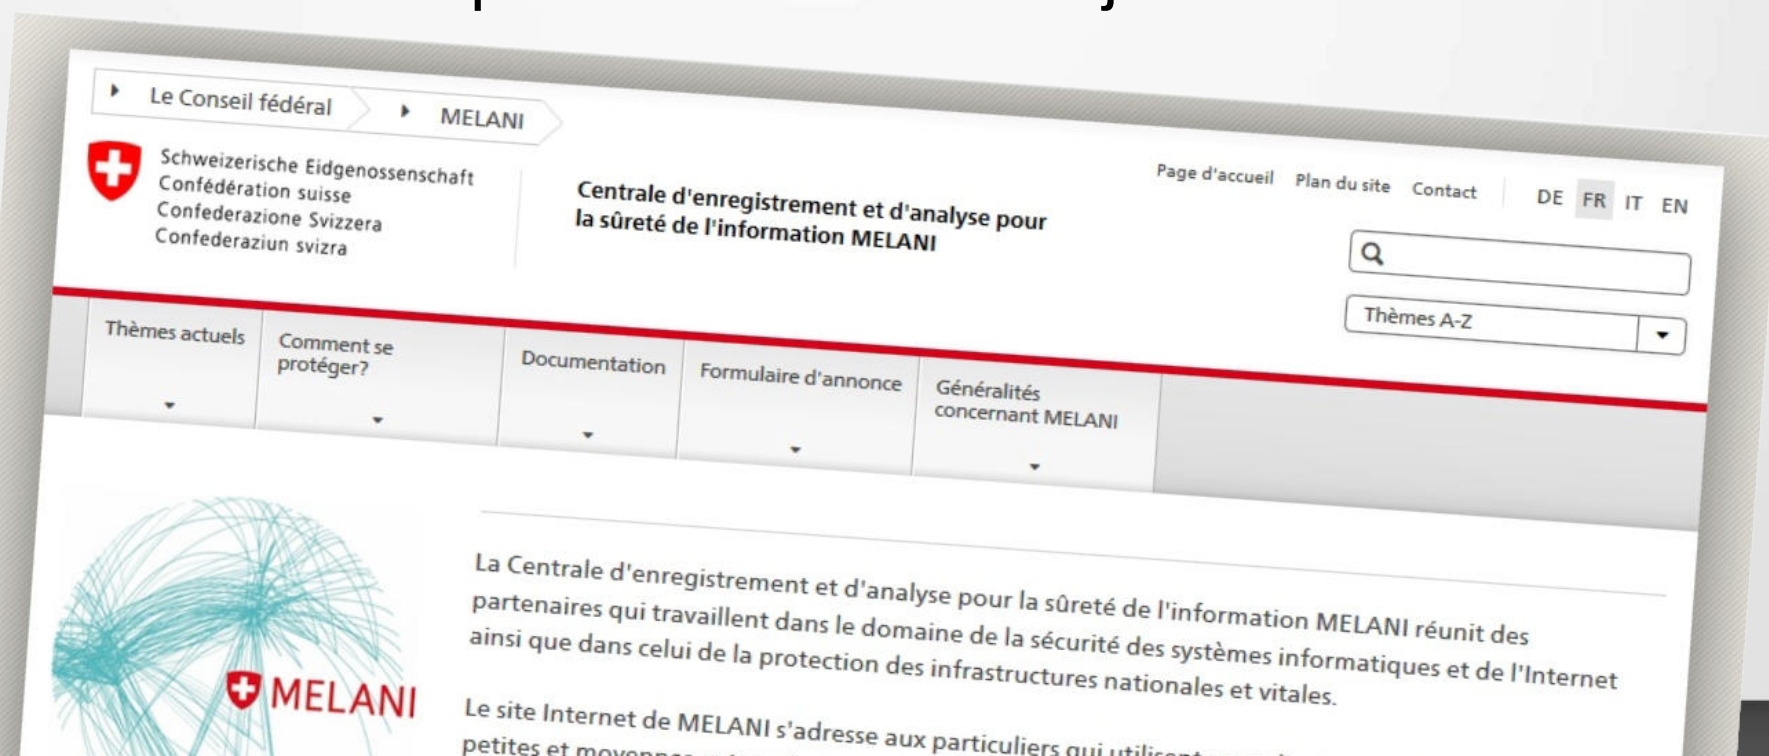 Le Conseil fédéral
MELANI
Schweizerische Eidgenossenschaft
Confédération suisse
Confederazione Svizzera
Confederaziun svizra
Centrale d'enregistrement et d'analyse pour
la sûreté de l'information MELANI
Page d'accueil Plan du site Contact DE FR IT EN
Thèmes A-Z
Thèmes actuels
Comment se
protéger?
Documentation
Formulaire d'annonce
Généralités
concernant MELANI
MELANI
La Centrale d'enregistrement et d'analyse pour la sûreté de l'information MELANI réunit des
partenaires qui travaillent dans le domaine de la sécurité des systèmes informatiques et de l'Internet
ainsi que dans celui de la protection des infrastructures nationales et vitales.
Le site Internet de MELANI s'adresse aux particuliers qui
petites et